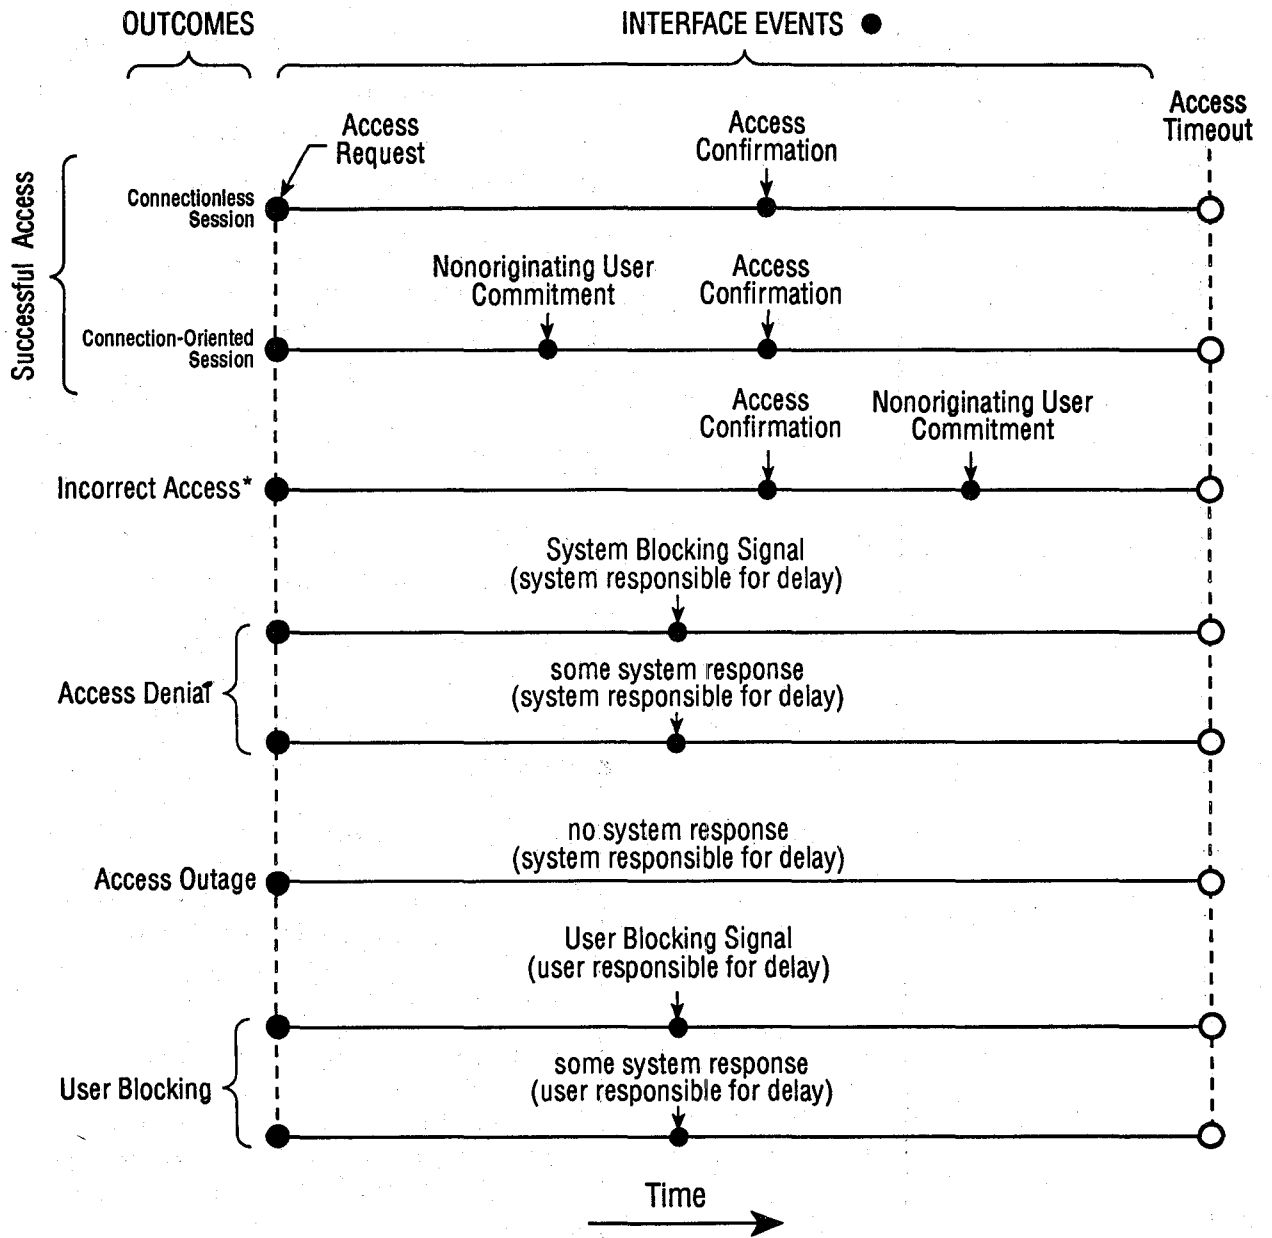 OUTCOMES
INTERFACE EVENTS
Access
Timeout
Access
Request
Access
Confirmation
Successful Access
Connectionless
Session
Nonoriginating User
Commitment
Access
Confirmation
Connection-Oriented
Session
Access
Confirmation
Nonoriginating User
Commitment
Incorrect Access*
System Blocking Signal
(system responsible for delay)
Access Denial
some system response
(system responsible for delay)
no system response
(system responsible for delay)
Access Outage
User Blocking Signal
(user responsible for delay)
User Blocking
some system response
(user responsible for delay)
Time